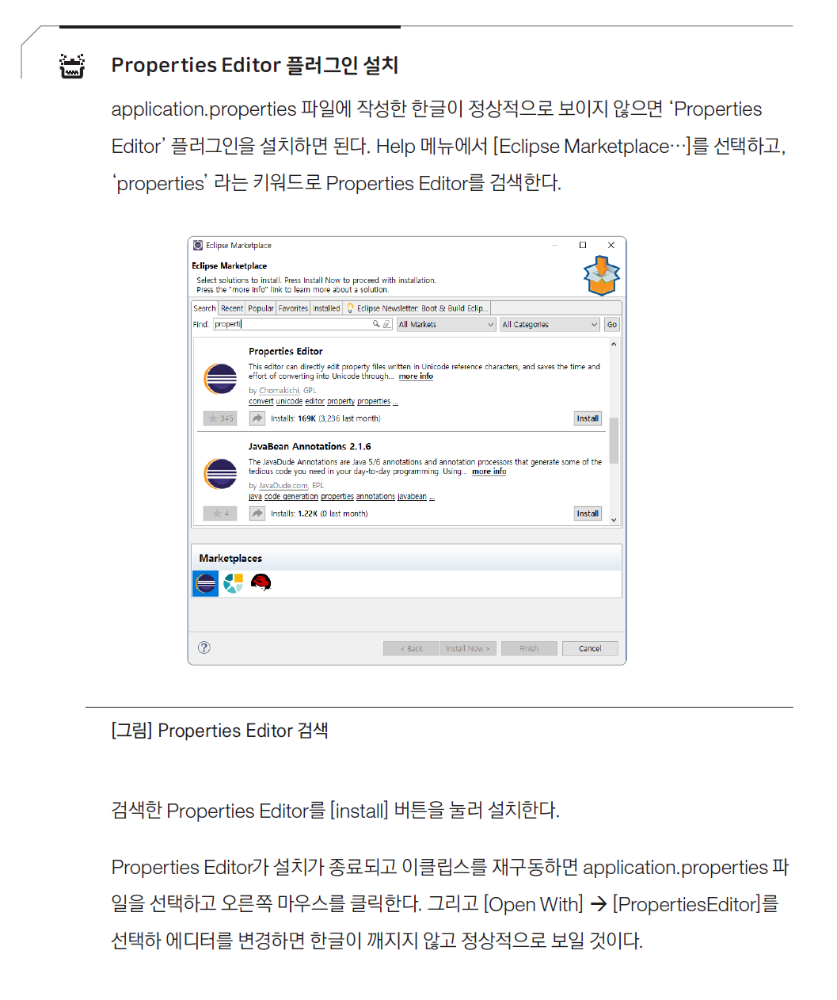 Properties Editor 플러그인 설치
application.properties 파일에 작성한 한글이 정상적으로 보이지 않으면 ‘Properties
Editor’ 플러그인을 설치하면 된다. Help 메뉴에서 [Eclipse Marketplace…]를 선택하고,
‘properties’ 라는 키워드로 Properties Editor를 검색한다.
Eclipse Marketplace
Eclipse Marketplace
Select solutions to install. Press Install Now to proceed with installation.
Press the "more info" link to learn more about a solution.
Search Recent Popular Favorites Installed Eclipse Newsletter: Boot & Build Eclip...
Find: properti All Markets All Categories Go
Properties Editor
This editor can directly edit property files written in Unicode reference characters, and saves the time and
effort of converting into Unicode through... more info
by Chomakichi, GPL
convert unicode editor property properties ...
345 Installs: 169K (3,236 last month) Install
JavaBean Annotations 2.1.6
The JavaDude Annotations are Java 5/6 annotations and annotation processors that generate some of the
tedious code you need in your day-to-day programming. Using... more info
by JavaDude.com, EPL
java code generation properties annotations javabean ...
4 Installs: 1.22K (0 last month) Install
Marketplaces
? < Back Install Now > Finish Cancel
[그림] Properties Editor 검색
검색한 Properties Editor를 [install] 버튼을 눌러 설치한다.
Properties Editor가 설치가 종료되고 이클립스를 재구동하면 application.properties 파
일을 선택하고 오른쪽 마우스를 클릭한다. 그리고 [Open With] → [PropertiesEditor]를
선택하 에디터를 변경하면 한글이 깨지지 않고 정상적으로 보일 것이다.